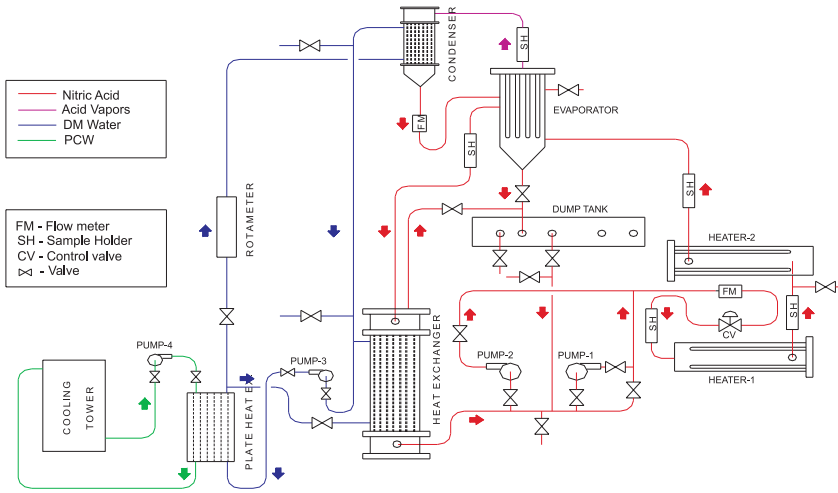 Nitric Acid
Acid Vapors
DM Water
PCW
FM - Flow meter
SH - Sample Holder
CV - Control valve
- Valve
CONDENSER
SH
EVAPORATOR
FM
SH
SH
ROTAMETER
DUMP TANK
HEATER-2
FM
SH
CV
SH
HEATER-1
HEAT EXCHANGER
PUMP-4
PUMP-3
PUMP-2
PUMP-1
COOLING
TOWER
PLATE HEATEX